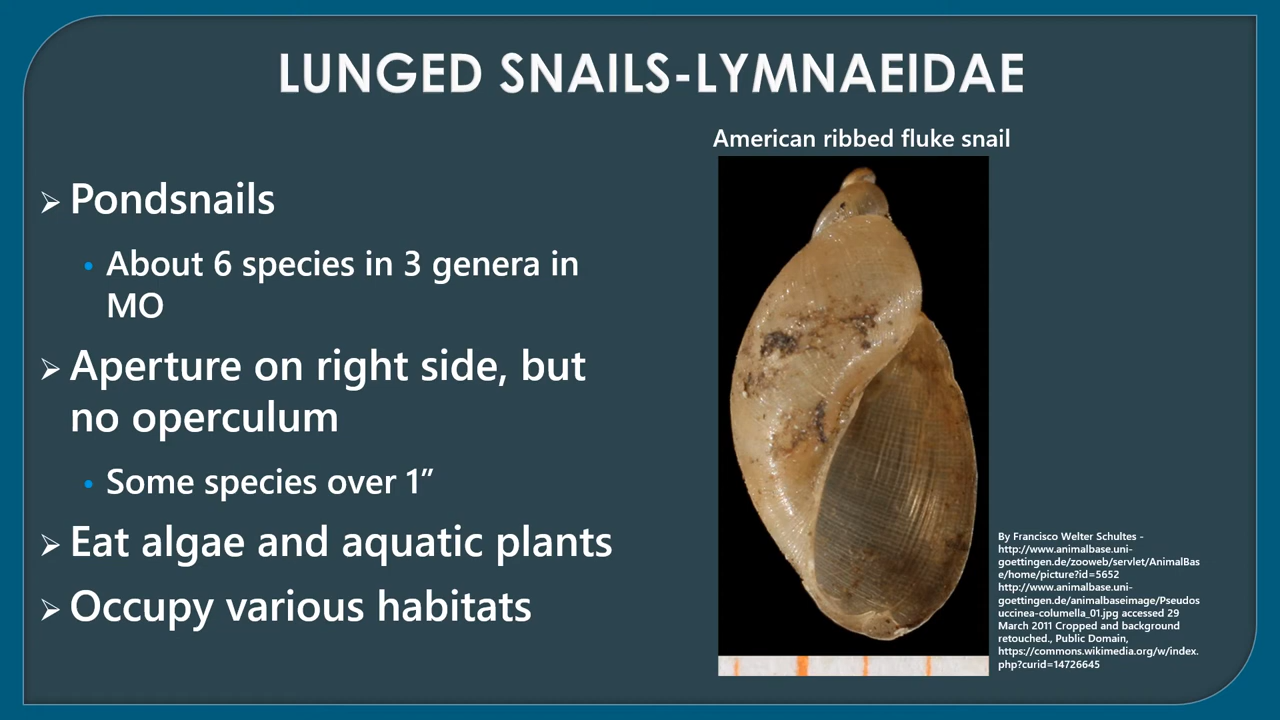 LUNGED SNAILS-LYMNAEIDAE
American ribbed fluke snail
Pondsnails
About 6 species in 3 genera in
MO
Aperture on right side, but
no operculum
Some species over 1”
Eat algae and aquatic plants
Occupy various habitats
By Francisco Welter Schultes -
http://www.animalbase.uni-
goettingen.de/zooweb/servlet/AnimalBas
e/home/picture?id=5652
http://www.animalbase.uni-
goettingen.de/animalbaseimage/Pseudos
uccinea-columella_01.jpg accessed 29
March 2011 Cropped and background
retouched., Public Domain,
https://commons.wikimedia.org/w/index.
php?curid=14726645